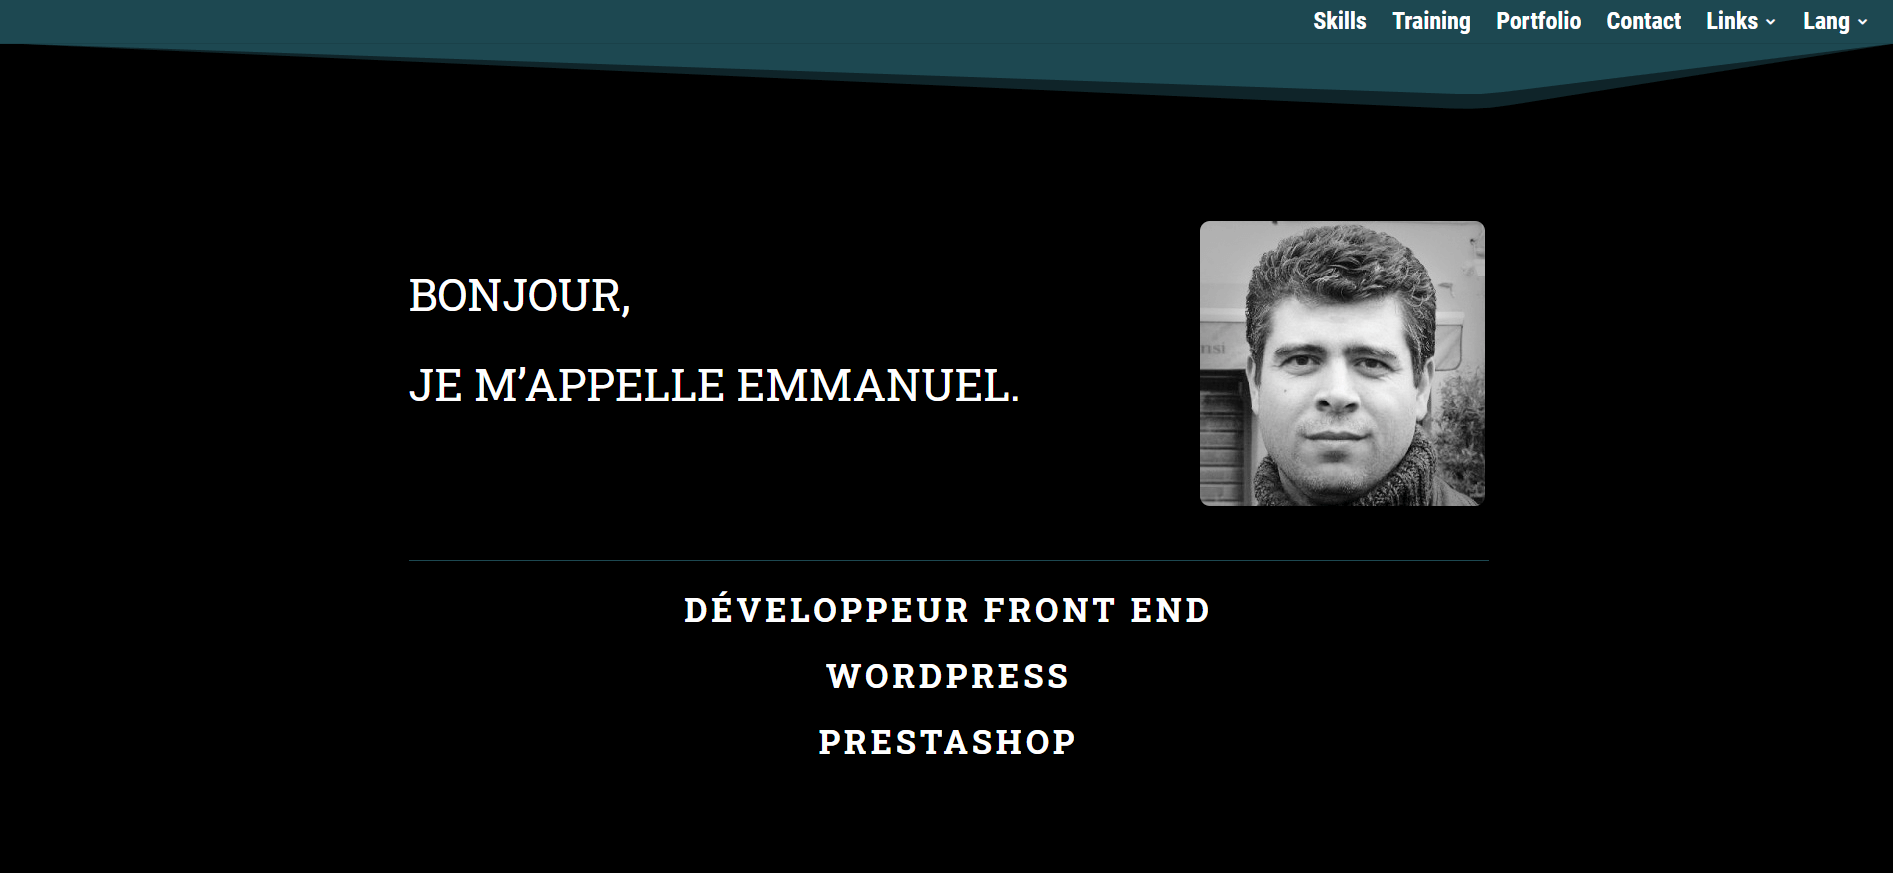 Skills Training Portfolio Contact Links Lang
BONJOUR,
JE M’APPELLE EMMANUEL.
DÉVELOPPEUR FRONT END
WORDPRESS
PRESTASHOP